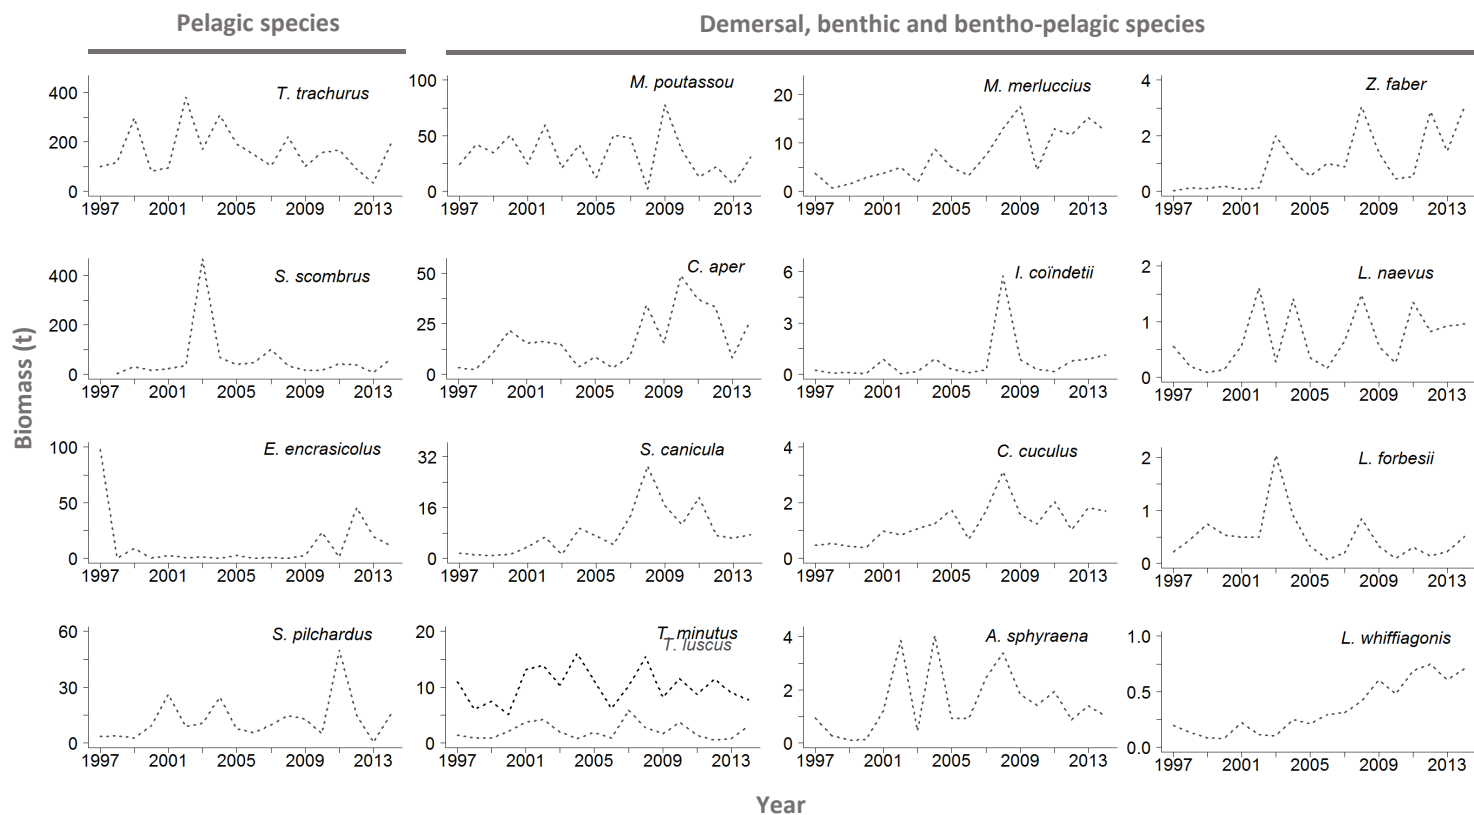 Pelagic species
Demersal, benthic and bentho-pelagic species
Biomass (t)
T. trachurus
400
200
0
1997 2001 2005 2009 2013
M. poutassou
100
50
0
1997 2001 2005 2009 2013
M. merluccius
20
10
0
1997 2001 2005 2009 2013
Z. faber
4
2
0
1997 2001 2005 2009 2013
S. scombrus
400
200
0
1997 2001 2005 2009 2013
C. aper
50
25
0
1997 2001 2005 2009 2013
I. coïndetii
6
3
0
1997 2001 2005 2009 2013
L. naevus
2
1
0
1997 2001 2005 2009 2013
E. encrasicolus
100
50
0
1997 2001 2005 2009 2013
S. canicula
32
16
0
1997 2001 2005 2009 2013
C. cuculus
4
2
0
1997 2001 2005 2009 2013
L. forbesii
2
1
0
1997 2001 2005 2009 2013
S. pilchardus
60
30
0
1997 2001 2005 2009 2013
T. minutus
T. luscus
20
10
0
1997 2001 2005 2009 2013
A. sphyraena
4
2
0
1997 2001 2005 2009 2013
L. whiffiagonis
1.0
0.5
0.0
1997 2001 2005 2009 2013
Year